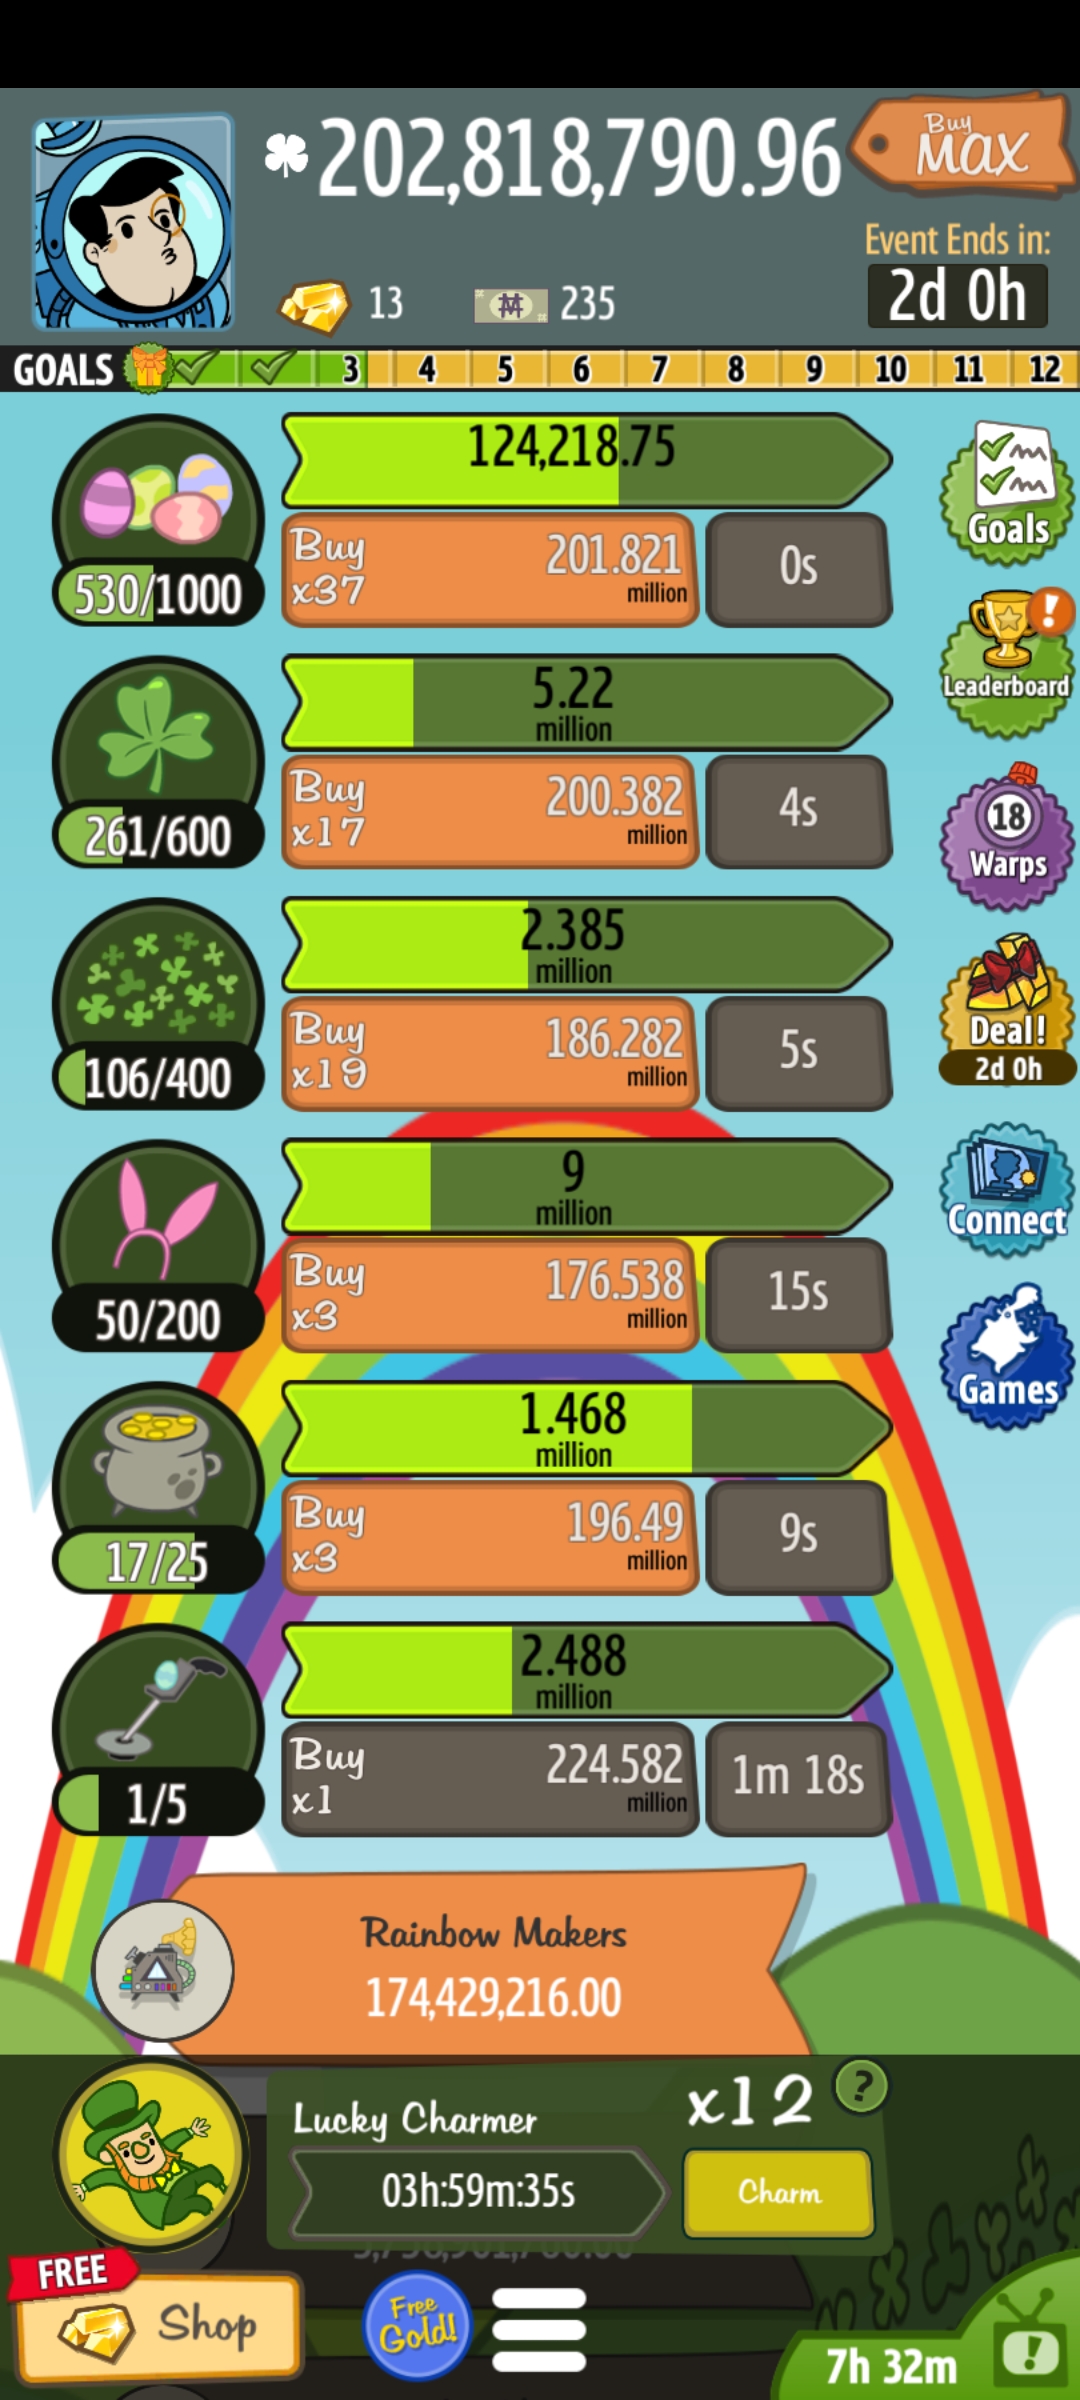 202,818,790.96
Buy
MAX
Event Ends in:
2d 0h
13
235
GOALS 3 4 5 6 7 8 9 10 11 12
124,218.75
Buy
x37
201.821
million
0s
530/1000
Goals
5.22
million
Leaderboard
Buy
x17
200.382
million
4s
261/600
18
Warps
2.385
million
Buy
x19
186.282
million
5s
106/400
Deal!
2d 0h
9
million
Buy
x3
176.538
million
15s
50/200
Connect
1.468
million
Games
Buy
x3
196.49
million
9s
17/25
2.488
million
Buy
x1
224.582
million
1m 18s
1/5
Rainbow Makers
174,429,216.00
Lucky Charmer
x12
?
03h:59m:35s
Charm
FREE
Shop
Free
Gold!
7h 32m